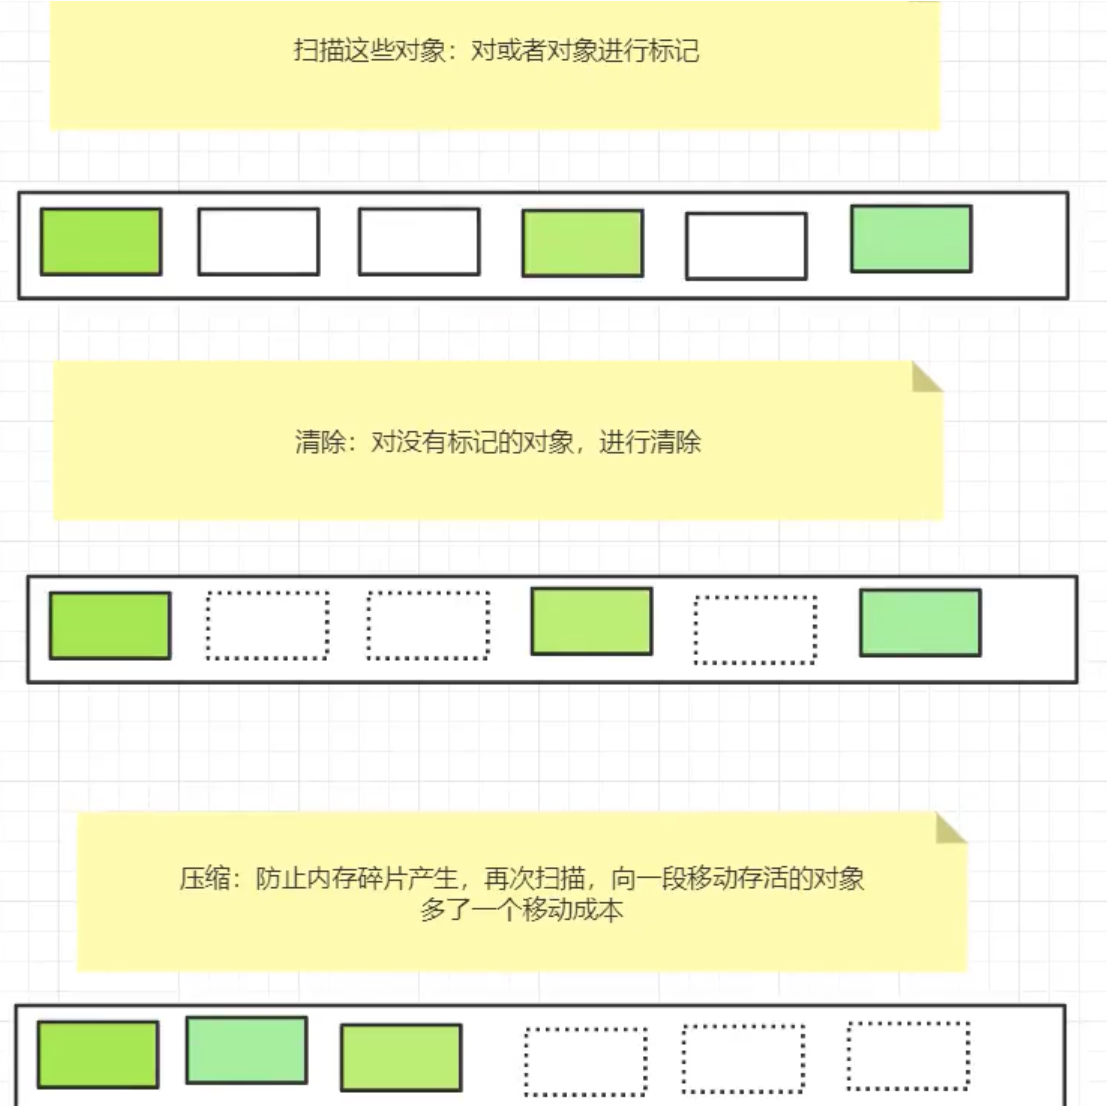 扫描这些对象：对或者对象进行标记
清除：对没有标记的对象，进行清除
压缩：防止内存碎片产生，再次扫描，向一段移动存活的对象
多了一个移动成本